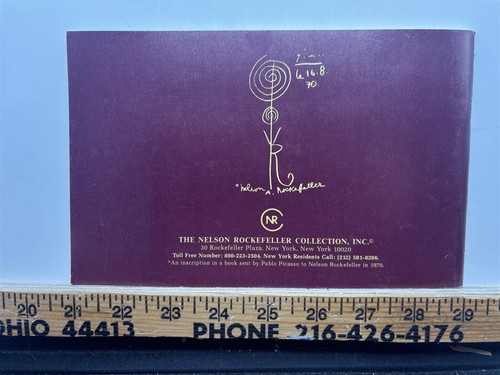 le 16.8.
70.
*Nelson A. Rockefeller
NR
THE NELSON ROCKEFELLER COLLECTION, INC.©
30 Rockefeller Plaza, New York, New York 10020
Toll Free Number: 800-223-2504. New York Residents Call: (212) 581-0286.
*An inscription in a book sent by Pablo Picasso to Nelson Rockefeller in 1970.
20 21 22 23 24 25 26 27 28 29
OHIO 44413 PHONE 216-426-4176